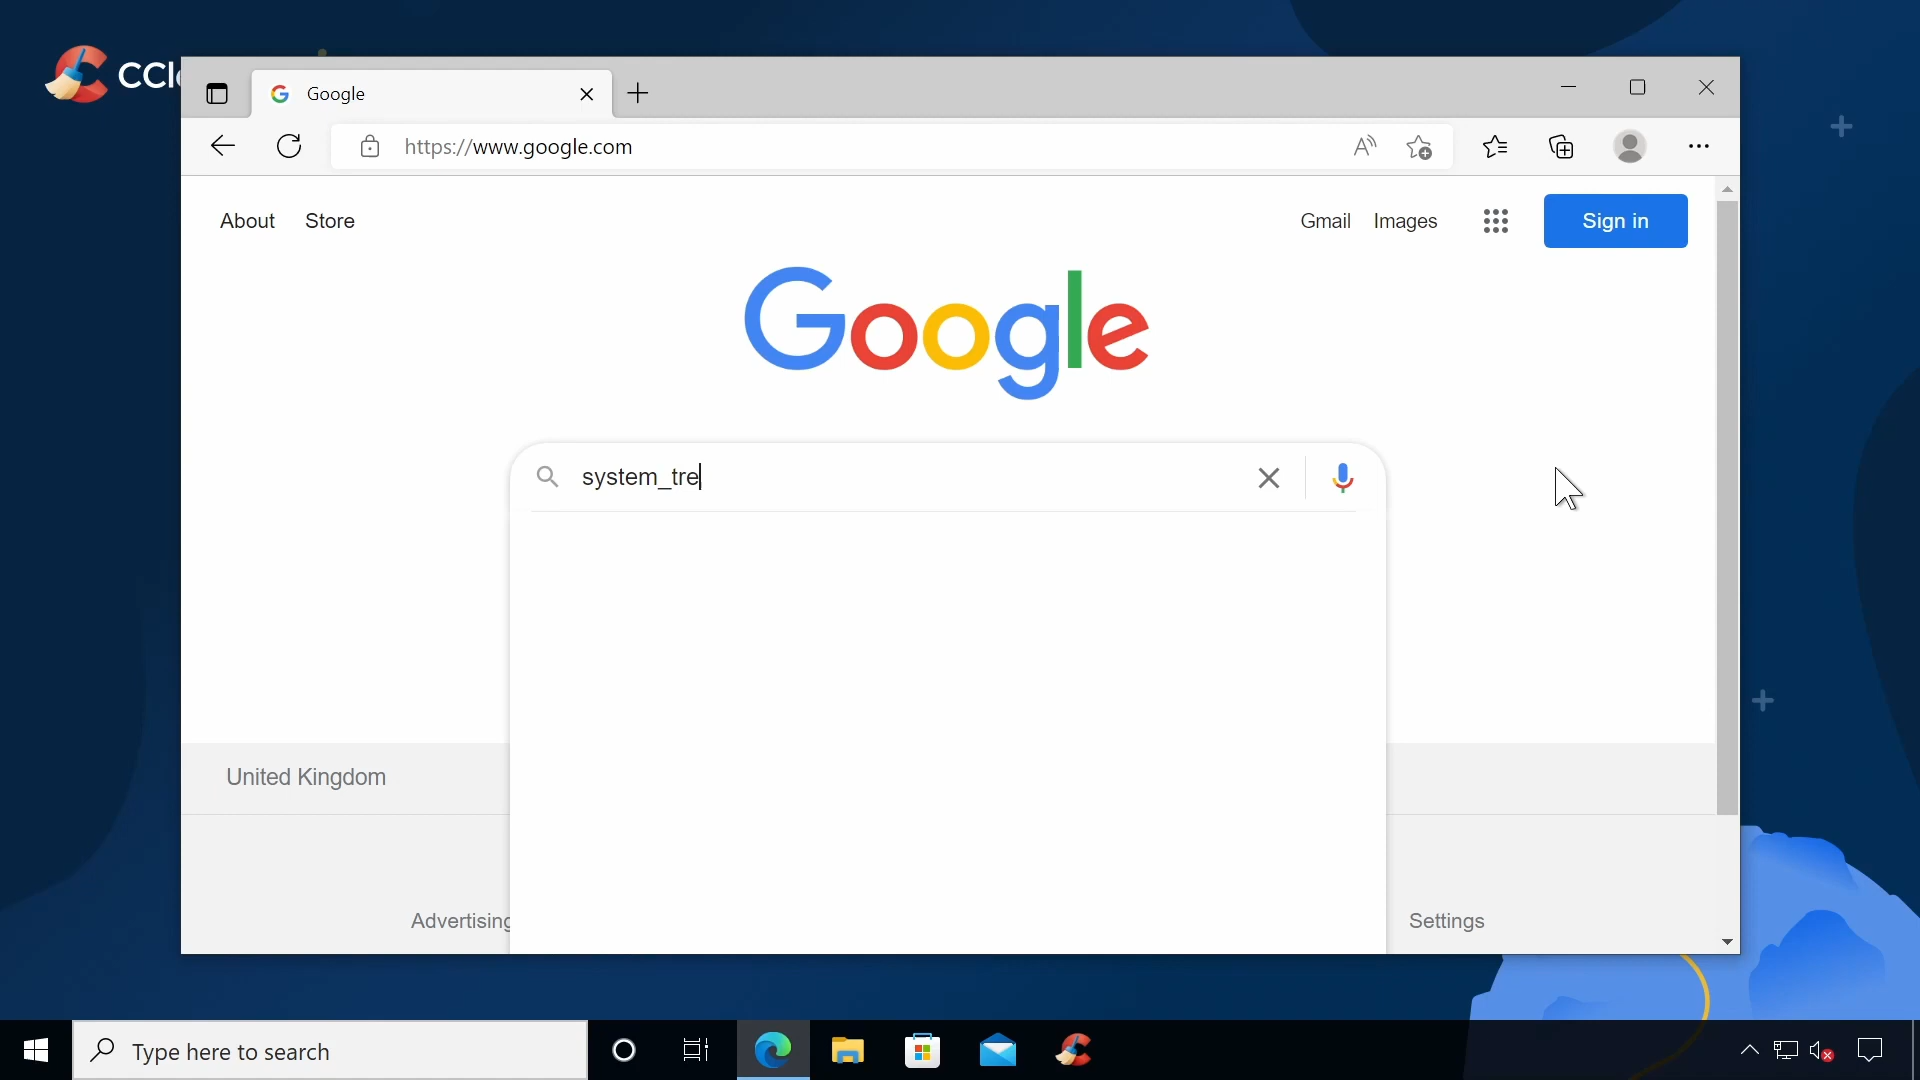 CCl
Google
https://www.google.com
About Store
Gmail Images Sign in
Google
system_tre
United Kingdom
Advertising
Settings
Type here to search